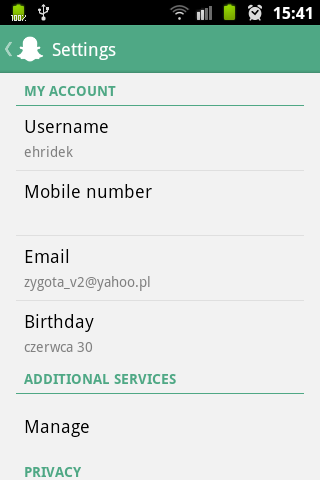 100%
15:41
Settings
MY ACCOUNT
Username
ehridek
Mobile number
Email
zygota_v2@yahoo.pl
Birthday
czerwca 30
ADDITIONAL SERVICES
Manage
PRIVACY